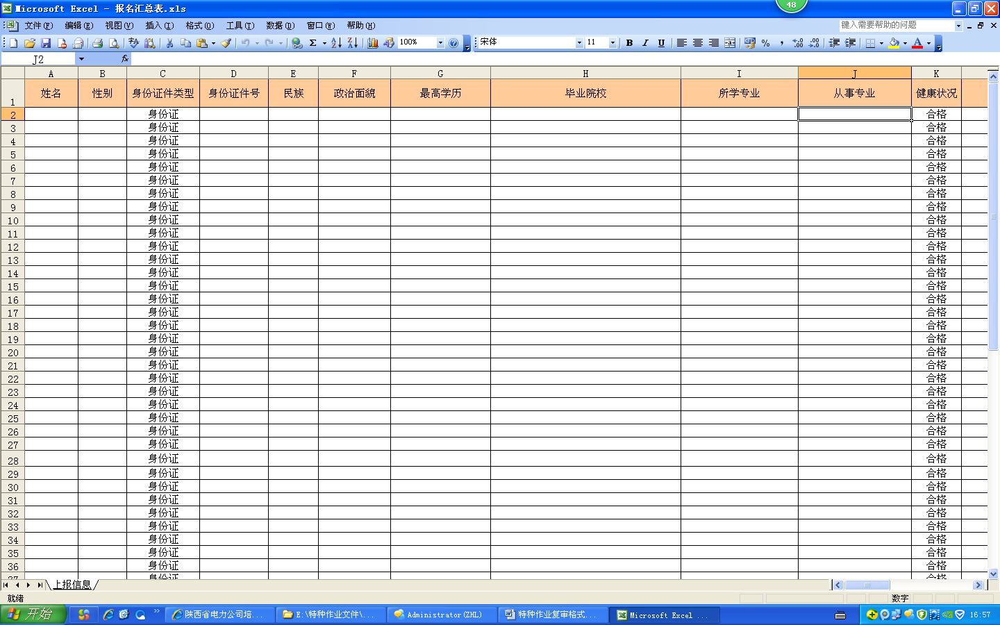 48
Microsoft Excel - 报名汇总表.xls
文件(F) 编辑(E) 视图(V) 插入(I) 格式(O) 工具(T) 数据(D) 窗口(W) 帮助(H) 键入需要帮助的问题
100% 宋体 11 B I U
J2 fx
A B C D E F G H I J K
1 姓名 性别 身份证件类型 身份证件号 民族 政治面貌 最高学历 毕业院校 所学专业 从事专业 健康状况
2 身份证 合格
3 身份证 合格
4 身份证 合格
5 身份证 合格
6 身份证 合格
7 身份证 合格
8 身份证 合格
9 身份证 合格
10 身份证 合格
11 身份证 合格
12 身份证 合格
13 身份证 合格
14 身份证 合格
15 身份证 合格
16 身份证 合格
17 身份证 合格
18 身份证 合格
19 身份证 合格
20 身份证 合格
21 身份证 合格
22 身份证 合格
23 身份证 合格
24 身份证 合格
25 身份证 合格
26 身份证 合格
27 身份证 合格
28 身份证 合格
29 身份证 合格
30 身份证 合格
31 身份证 合格
32 身份证 合格
33 身份证 合格
34 身份证 合格
35 身份证 合格
36 身份证 合格
37 身份证 合格
上报信息
就绪 数字
开始 陕西省电力公司培... E:\特种作业文件\... Administrator(ZHL) 特种作业复审格式... Microsoft Excel ... 16:57